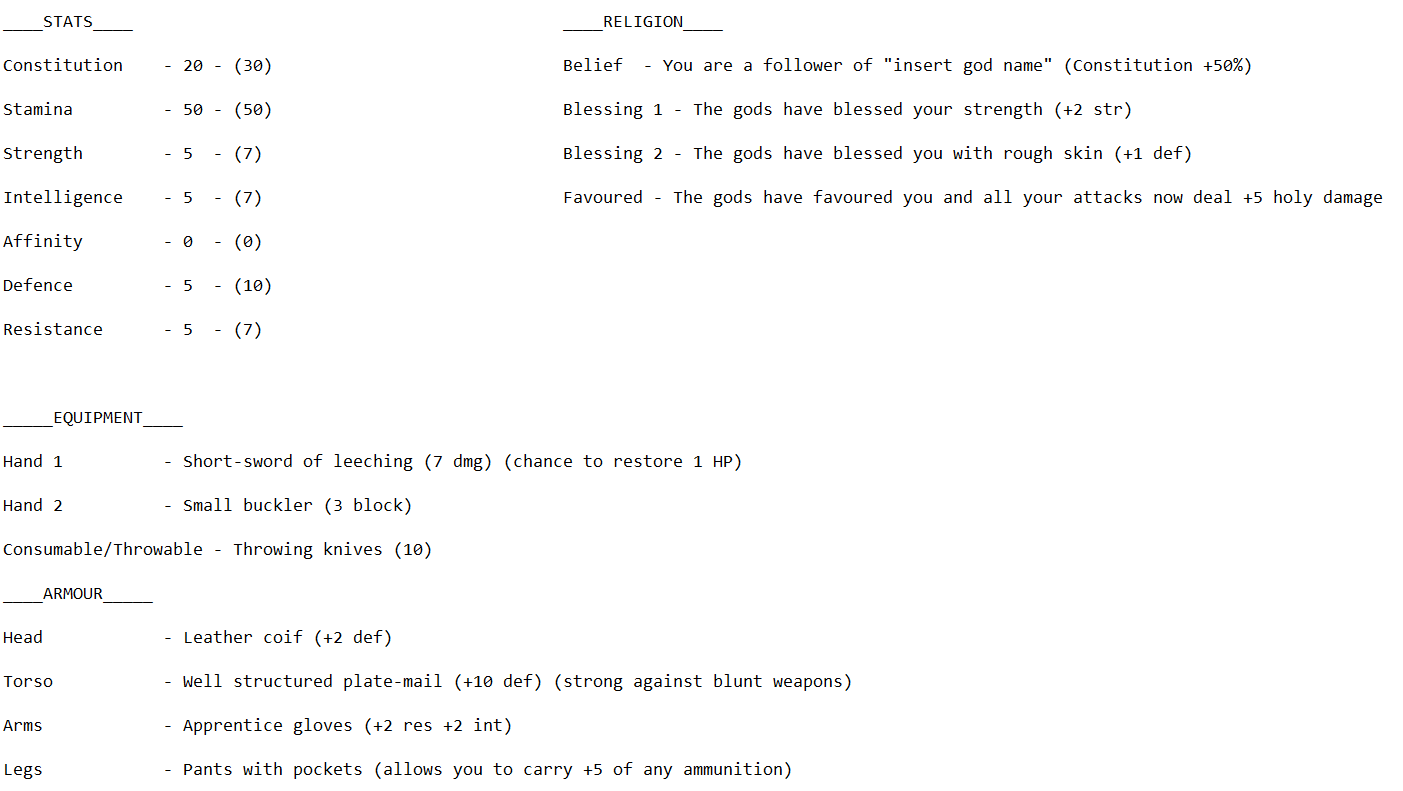 ____STATS____
Constitution - 20 - (30)
Stamina - 50 - (50)
Strength - 5 - (7)
Intelligence - 5 - (7)
Affinity - 0 - (0)
Defence - 5 - (10)
Resistance - 5 - (7)
____RELIGION____
Belief - You are a follower of "insert god name" (Constitution +50%)
Blessing 1 - The gods have blessed your strength (+2 str)
Blessing 2 - The gods have blessed you with rough skin (+1 def)
Favoured - The gods have favoured you and all your attacks now deal +5 holy damage
_____EQUIPMENT____
Hand 1 - Short-sword of leeching (7 dmg) (chance to restore 1 HP)
Hand 2 - Small buckler (3 block)
Consumable/Throwable - Throwing knives (10)
____ARMOUR_____
Head - Leather coif (+2 def)
Torso - Well structured plate-mail (+10 def) (strong against blunt weapons)
Arms - Apprentice gloves (+2 res +2 int)
Legs - Pants with pockets (allows you to carry +5 of any ammunition)